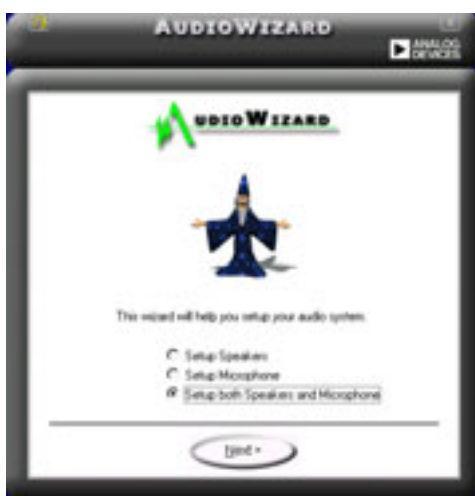 AUDIOWIZARD
ANALOG
DEVICES
AUDIOWIZARD
This wizard will help you setup your audio system.
Setup Speakers
Setup Microphone
Setup both Speakers and Microphone
Next >